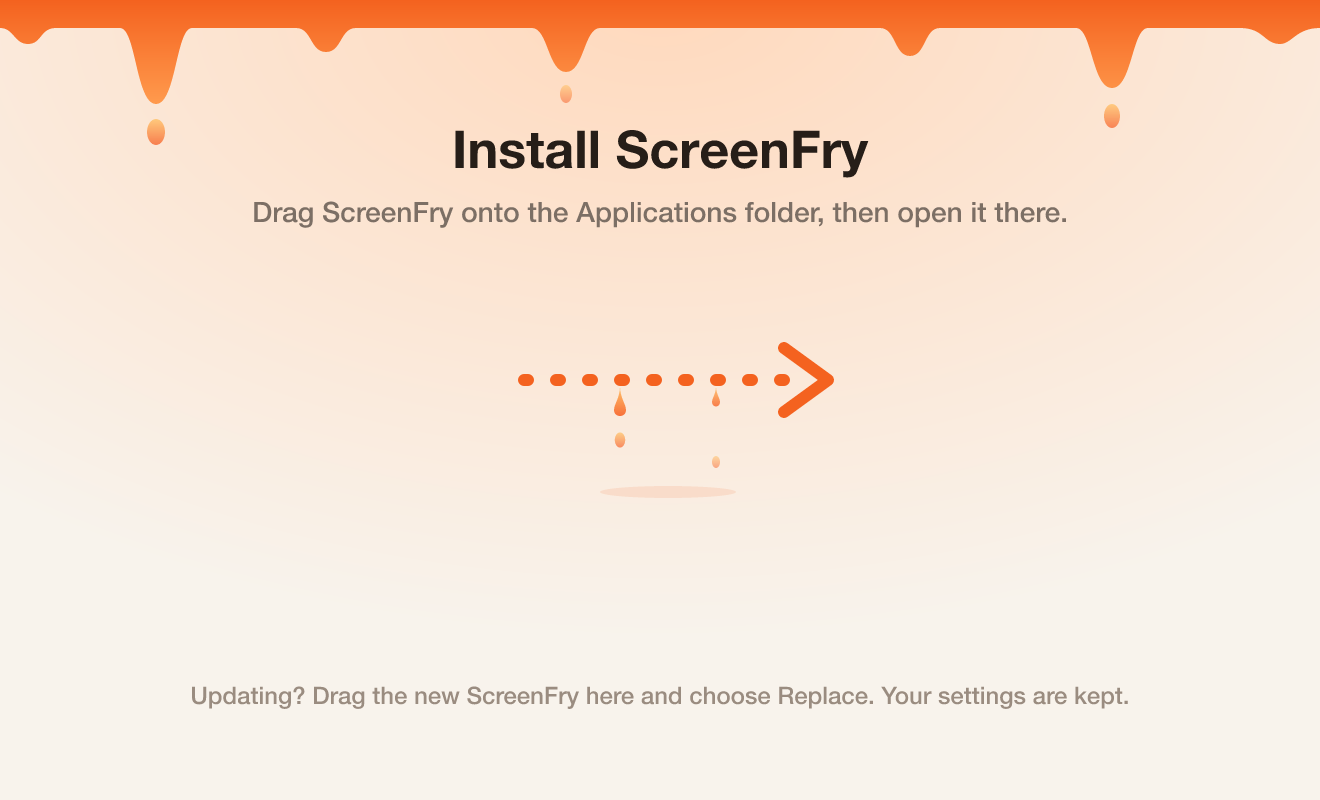 Install ScreenFry
Drag ScreenFry onto the Applications folder, then open it there.
Updating? Drag the new ScreenFry here and choose Replace. Your settings are kept.